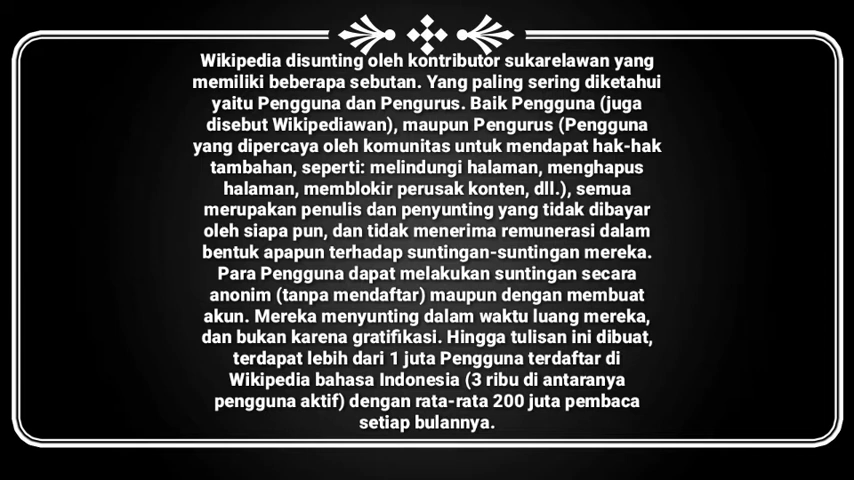 Wikipedia disunting oleh kontributor sukarelawan yang
memiliki beberapa sebutan. Yang paling sering diketahui
yaitu Pengguna dan Pengurus. Baik Pengguna (juga
disebut Wikipediawan), maupun Pengurus (Pengguna
yang dipercaya oleh komunitas untuk mendapat hak-hak
tambahan, seperti: melindungi halaman, menghapus
halaman, memblokir perusak konten, dll.), semua
merupakan penulis dan penyunting yang tidak dibayar
oleh siapa pun, dan tidak menerima remunerasi dalam
bentuk apapun terhadap suntingan-suntingan mereka.
Para Pengguna dapat melakukan suntingan secara
anonim (tanpa mendaftar) maupun dengan membuat
akun. Mereka menyunting dalam waktu luang mereka,
dan bukan karena gratifikasi. Hingga tulisan ini dibuat,
terdapat lebih dari 1 juta Pengguna terdaftar di
Wikipedia bahasa Indonesia (3 ribu di antaranya
pengguna aktif) dengan rata-rata 200 juta pembaca
setiap bulannya.